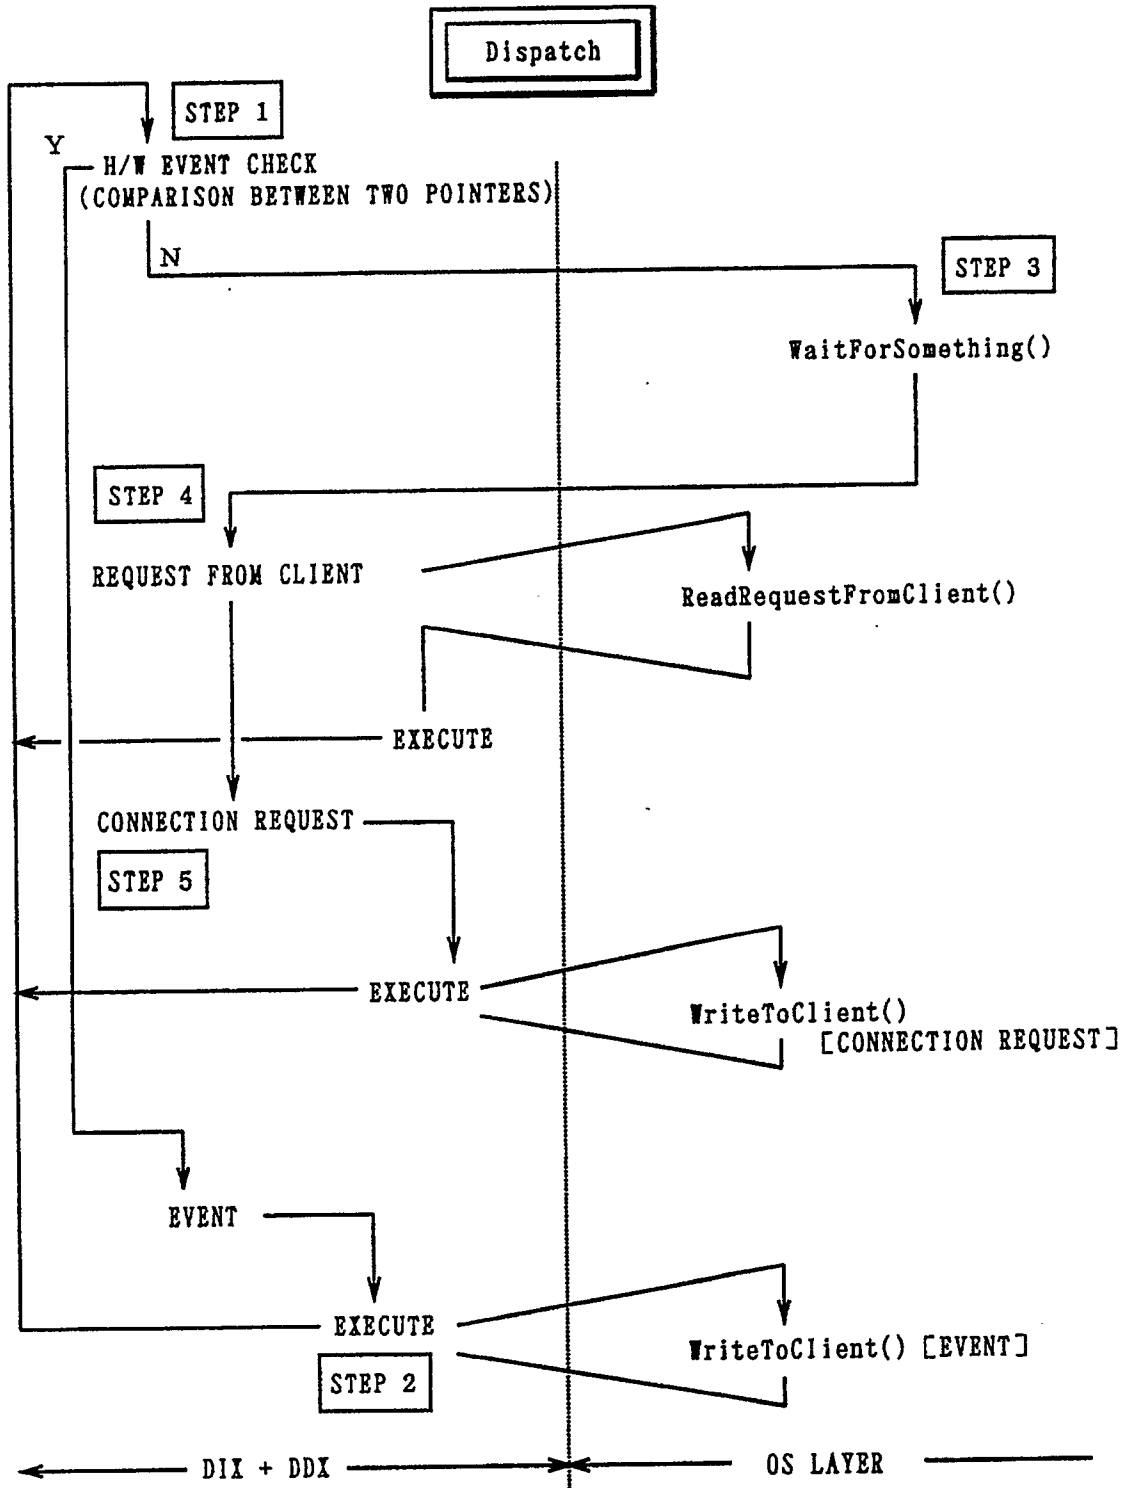 Dispatch
STEP 1
Y
H/W EVENT CHECK
(COMPARISON BETWEEN TWO POINTERS)
N
STEP 3
WaitForSomething()
STEP 4
REQUEST FROM CLIENT
ReadRequestFromClient()
EXECUTE
CONNECTION REQUEST
STEP 5
EXECUTE
WriteToClient()
[CONNECTION REQUEST]
EVENT
EXECUTE
WriteToClient() [EVENT]
STEP 2
DIX + DDX
OS LAYER